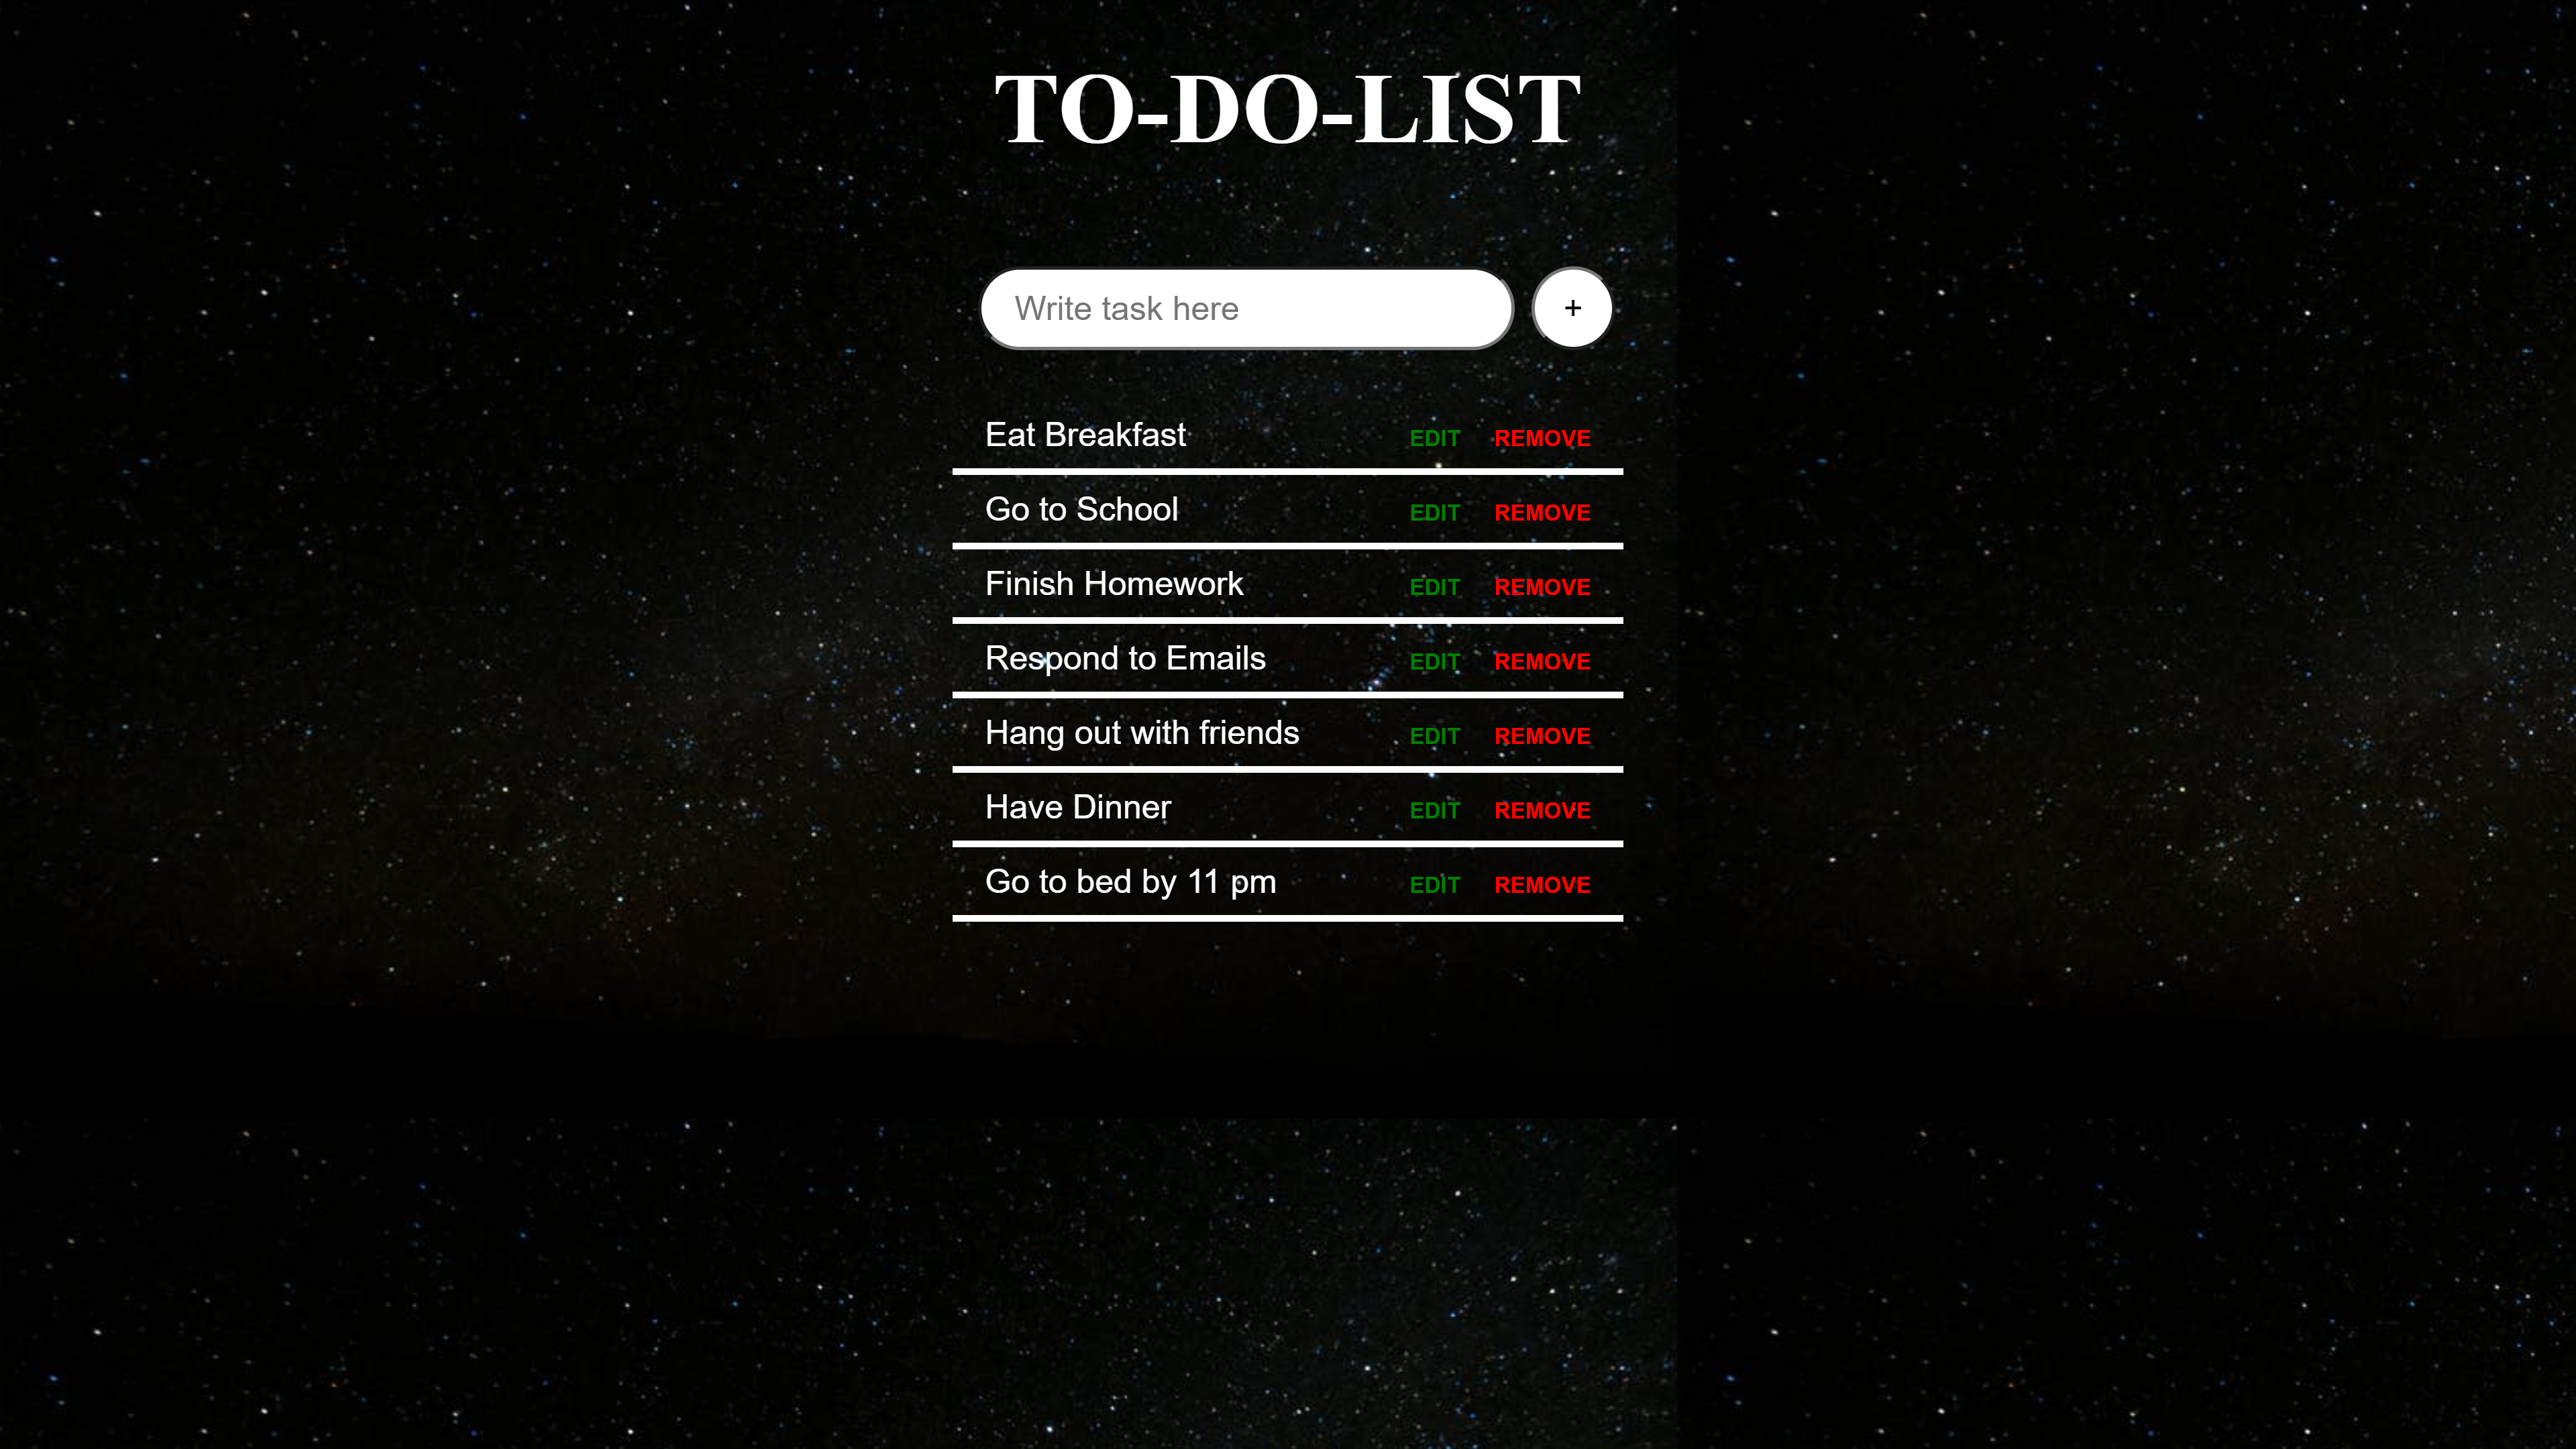 TO-DO-LIST
Write task here +
Eat Breakfast EDIT REMOVE
Go to School EDIT REMOVE
Finish Homework EDIT REMOVE
Respond to Emails EDIT REMOVE
Hang out with friends EDIT REMOVE
Have Dinner EDIT REMOVE
Go to bed by 11 pm EDIT REMOVE